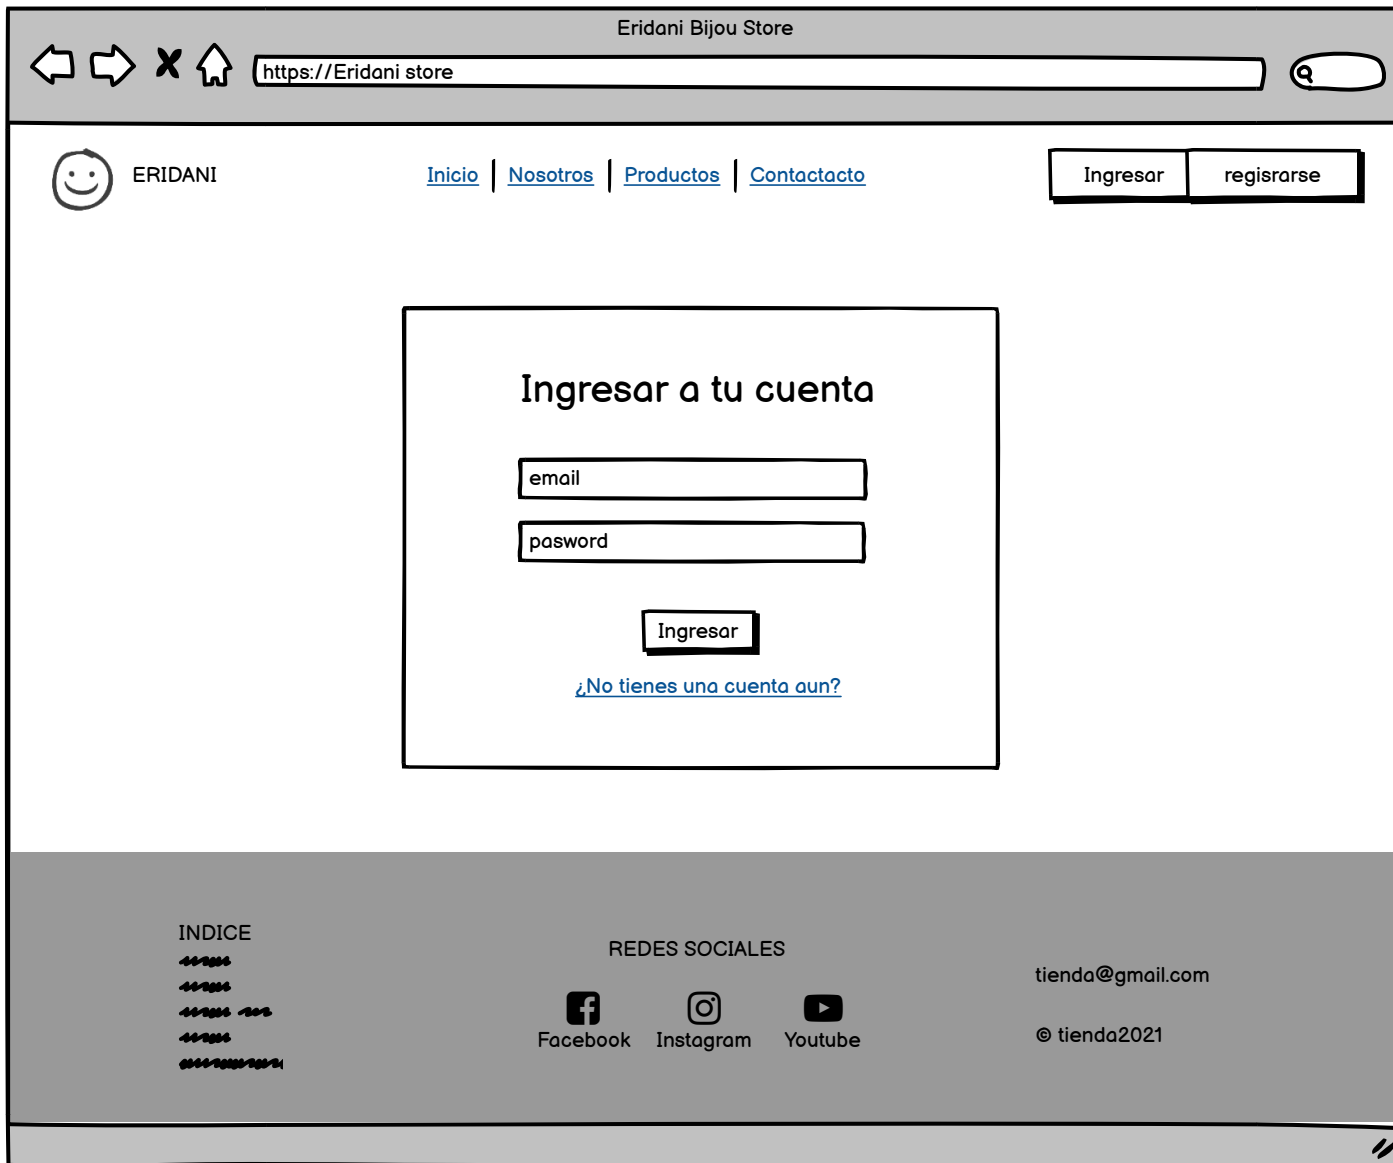 Eridani Bijou Store
https://Eridani store
ERIDANI
Inicio
Nosotros
Productos
Contactacto
Ingresar
regisrarse
Ingresar a tu cuenta
email
pasword
Ingresar
¿No tienes una cuenta aun?
INDICE
REDES SOCIALES
Facebook
Instagram
Youtube
tienda@gmail.com
© tienda2021